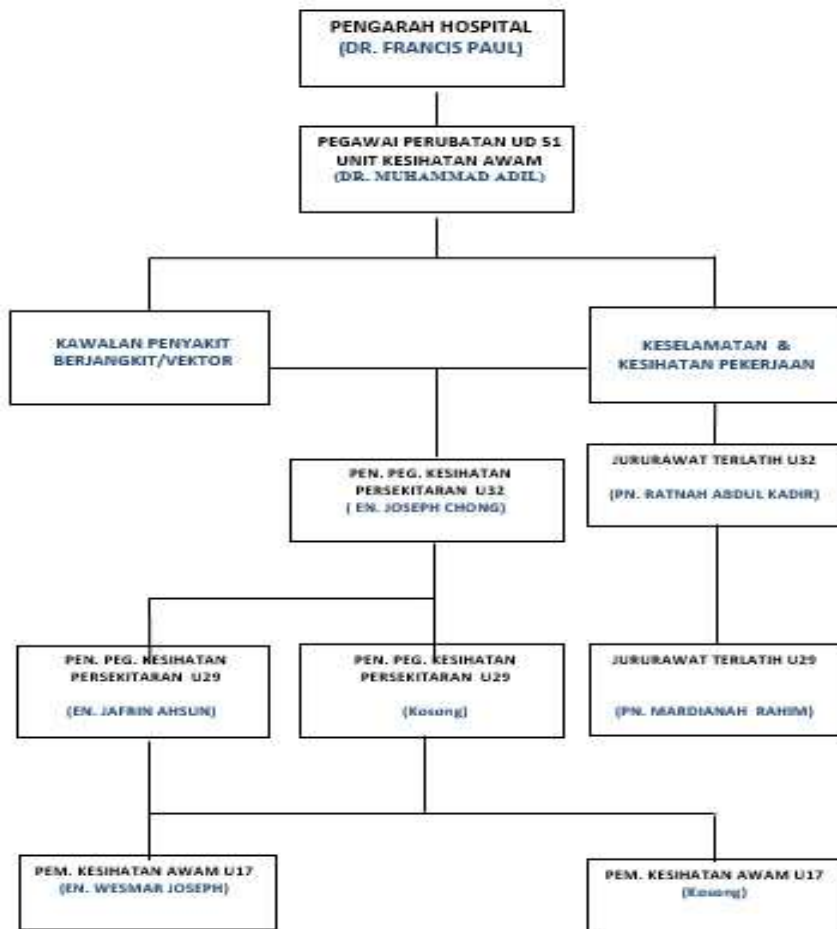 PENGARAH HOSPITAL
(DR. FRANCIS PAUL)
PEGAWAI PERUBATAN UD 51
UNIT KESIHATAN AWAM
(DR. MUHAMMAD ADIL)
KAWALAN PENYAKIT
BERJANGKIT/VEKTOR
KESELAMATAN &
KESIHATAN PEKERJAAN
PEN. PEG. KESIHATAN
PERSEKITARAN U32
( EN. JOSEPH CHONG)
JURURAWAT TERLATIH U32
(PN. RATNAH ABDUL KADIR)
PEN. PEG. KESIHATAN
PERSEKITARAN U29
(EN. JAFRIN AHSUN)
PEN. PEG. KESIHATAN
PERSEKITARAN U29
(Kosong)
JURURAWAT TERLATIH U29
(PN. MARDIANAH RAHIM)
PEM. KESIHATAN AWAM U17
(EN. WESMAR JOSEPH)
PEM. KESIHATAN AWAM U17
(Kosong)